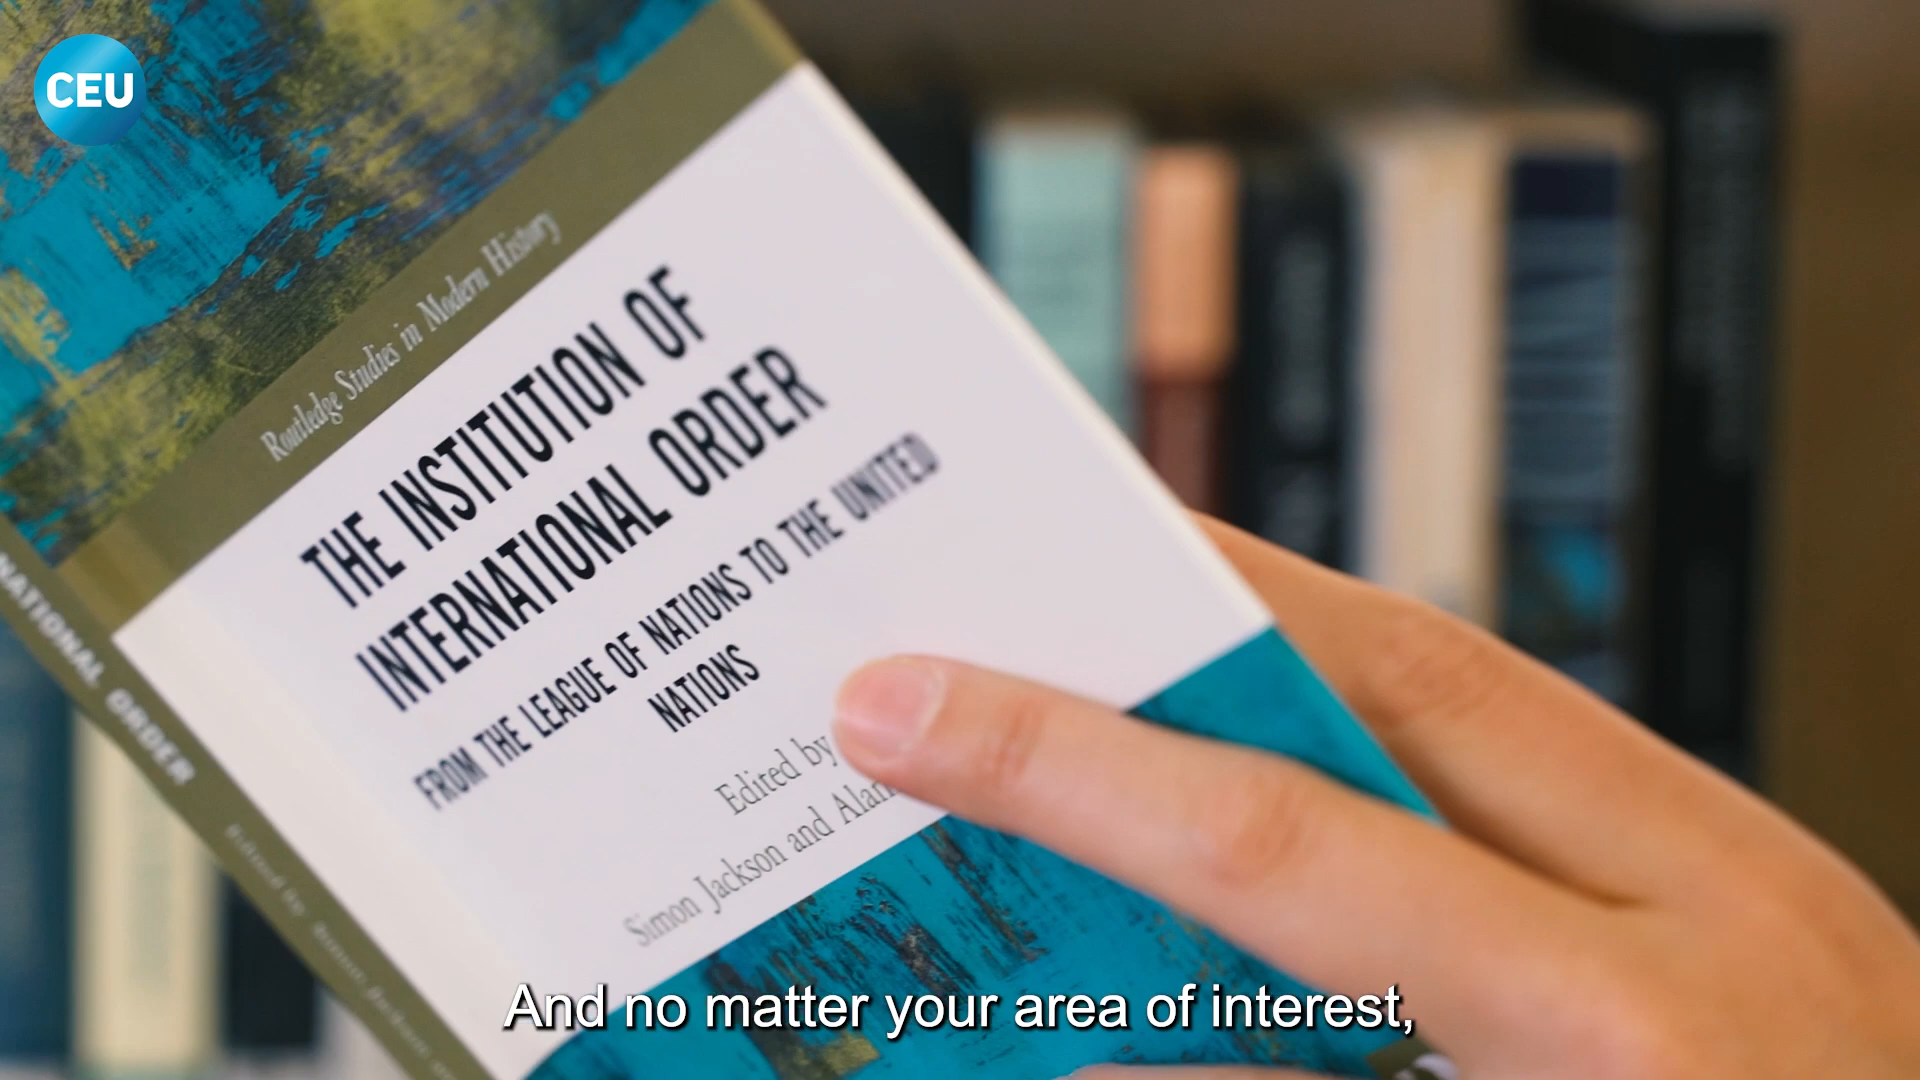 CEU
Routledge Studies in Modern History
THE INSTITUTION OF
INTERNATIONAL ORDER
FROM THE LEAGUE OF NATIONS TO THE UNITED
NATIONS
Edited by
Simon Jackson and Alan
NATIONAL ORDER
And no matter your area of interest,